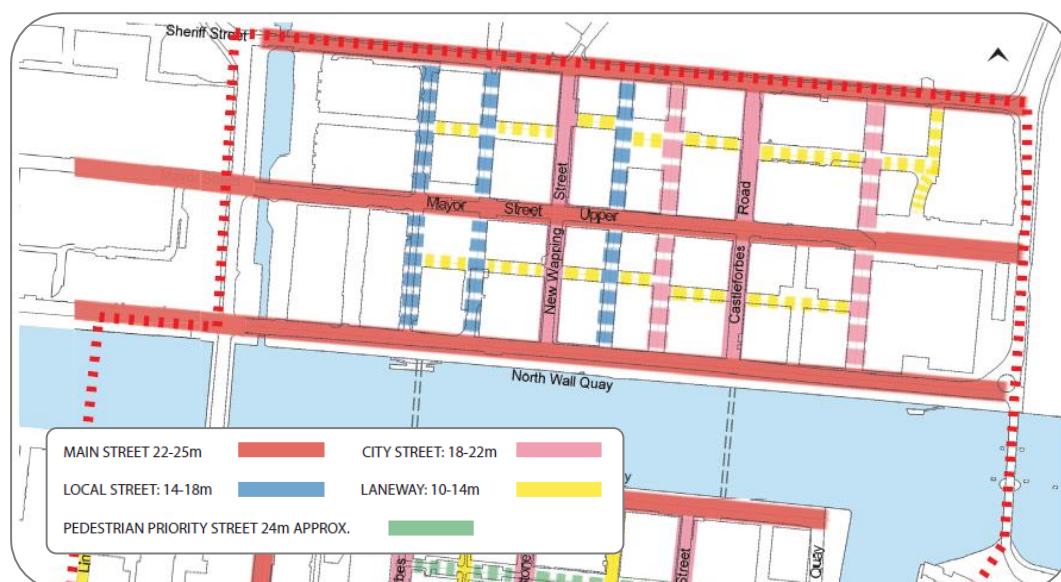 Sheriff Street
Mayor Street Upper
Street
Road
New Wapping
Castleforbes
North Wall Quay
MAIN STREET 22-25m
CITY STREET: 18-22m
LOCAL STREET: 14-18m
LANEWAY: 10-14m
PEDESTRIAN PRIORITY STREET 24m APPROX.
Street
Quay